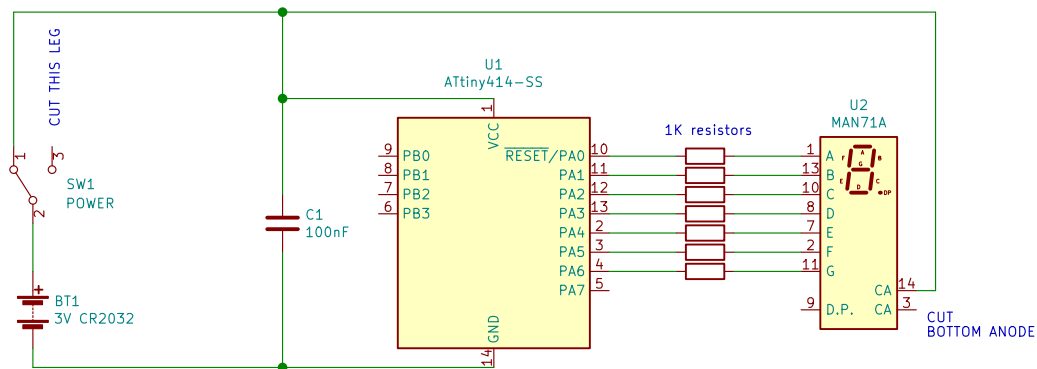 CUT THIS LEG
1
3
2
SW1
POWER
+
BT1
3V CR2032
C1
100nF
U1
ATtiny414-SS
1
VCC
9 PB0
8 PB1
7 PB2
6 PB3
RESET/PA0 10
PA1 11
PA2 12
PA3 13
PA4 2
PA5 3
PA6 4
PA7 5
GND
14
1K resistors
U2
MAN71A
1 A
13 B
10 C
8 D
7 E
2 F
11 G
9 D.P.
A
F B
G
E C
D
DP
CA 14
CA 3
CUT
BOTTOM ANODE